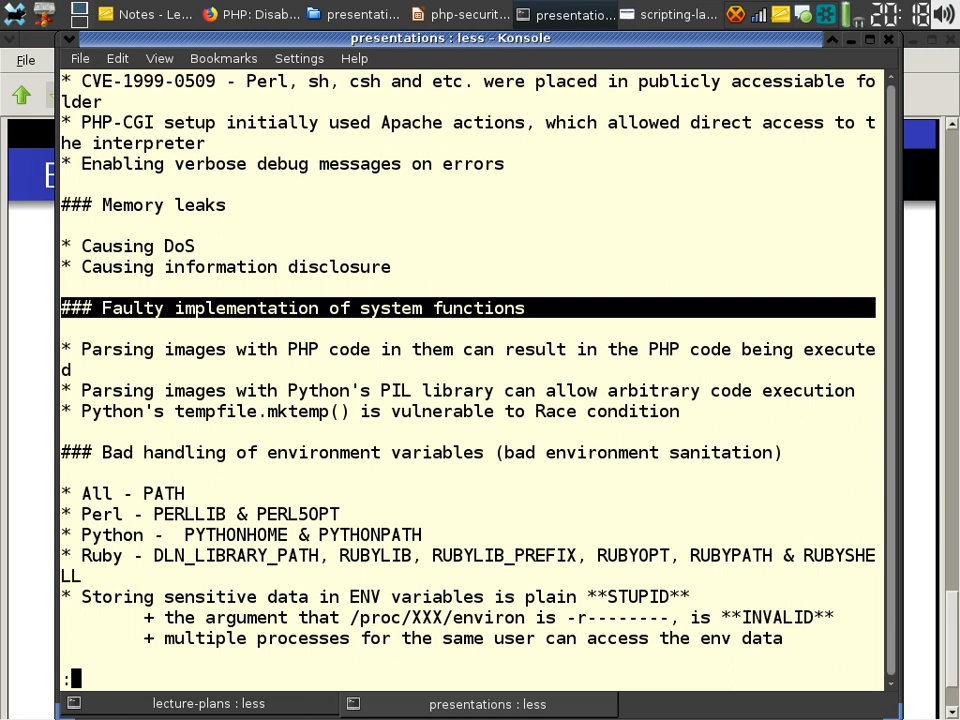 Notes - Le...
PHP: Disab...
presentati...
php-securit...
presentatio...
scripting-la...
20:18
presentations : less - Konsole
File
File Edit View Bookmarks Settings Help
* CVE-1999-0509 - Perl, sh, csh and etc. were placed in publicly accessiable fo
lder
* PHP-CGI setup initially used Apache actions, which allowed direct access to t
he interpreter
* Enabling verbose debug messages on errors
### Memory leaks
* Causing DoS
* Causing information disclosure
### Faulty implementation of system functions
* Parsing images with PHP code in them can result in the PHP code being execute
d
* Parsing images with Python's PIL library can allow arbitrary code execution
* Python's tempfile.mktemp() is vulnerable to Race condition
### Bad handling of environment variables (bad environment sanitation)
* All - PATH
* Perl - PERLLIB & PERL5OPT
* Python -  PYTHONHOME & PYTHONPATH
* Ruby - DLN_LIBRARY_PATH, RUBYLIB, RUBYLIB_PREFIX, RUBYOPT, RUBYPATH & RUBYSHE
LL
* Storing sensitive data in ENV variables is plain **STUPID**
+ the argument that /proc/XXX/environ is -r--------, is **INVALID**
+ multiple processes for the same user can access the env data
:
lecture-plans : less
presentations : less